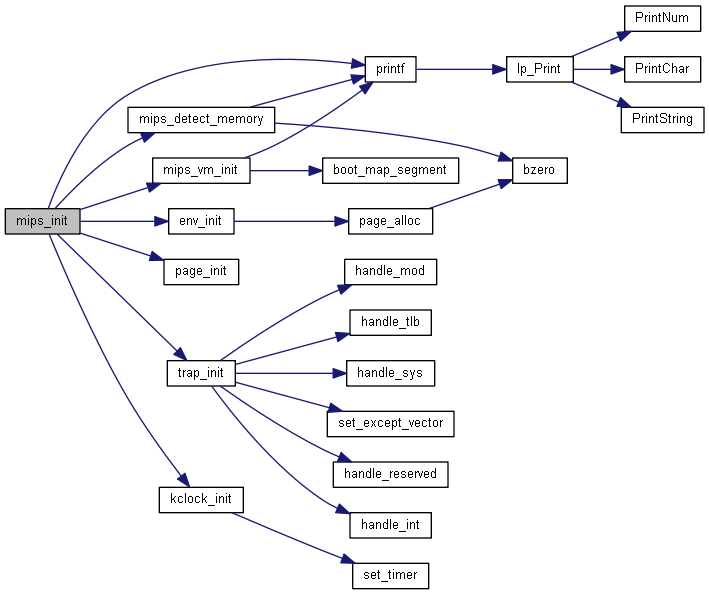 PrintNum
printf
lp_Print
PrintChar
mips_detect_memory
PrintString
mips_vm_init
boot_map_segment
bzero
mips_init
env_init
page_alloc
page_init
handle_mod
handle_tlb
trap_init
handle_sys
set_except_vector
handle_reserved
kclock_init
handle_int
set_timer